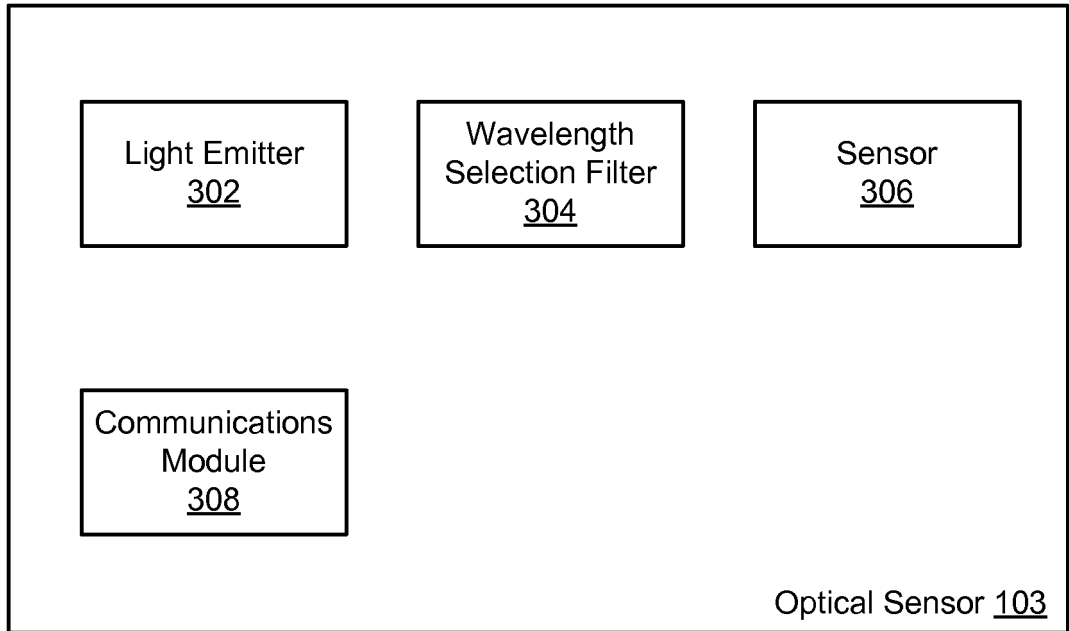 Light Emitter
302
Wavelength
Selection Filter
304
Sensor
306
Communications
Module
308
Optical Sensor 103